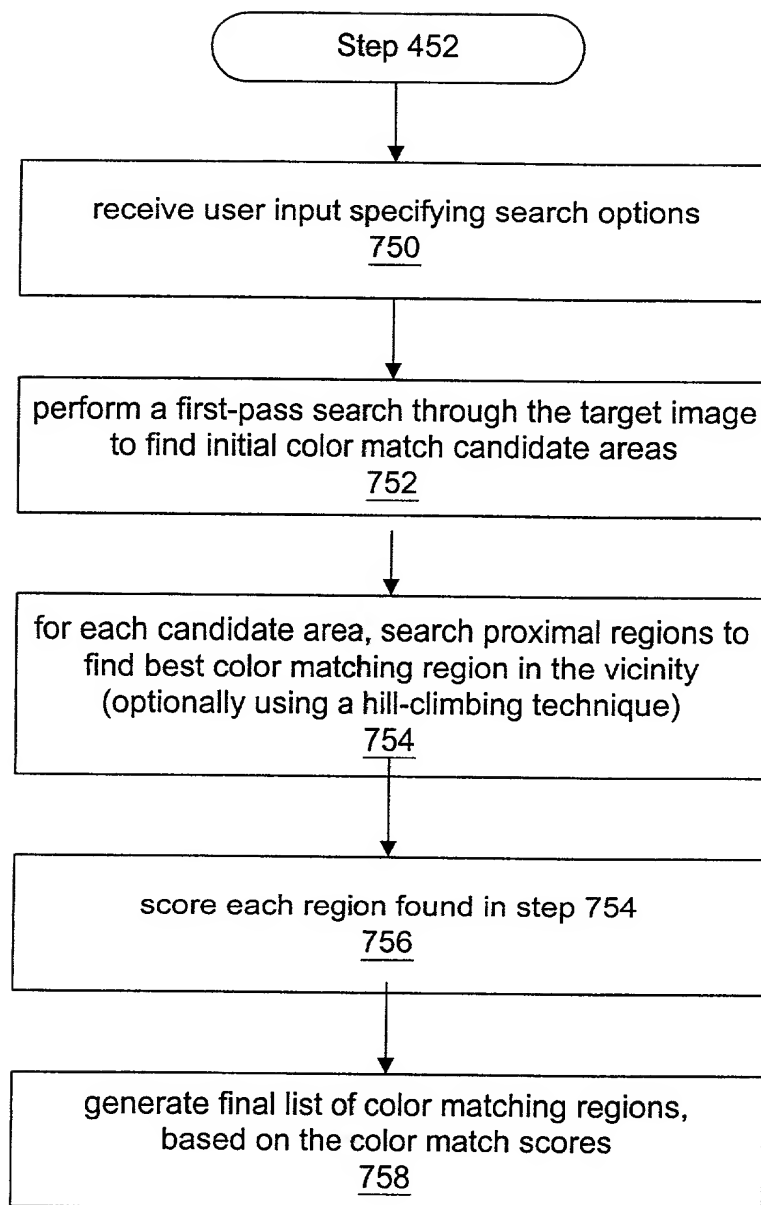 Step 452
receive user input specifying search options
750
perform a first-pass search through the target image
to find initial color match candidate areas
752
for each candidate area, search proximal regions to
find best color matching region in the vicinity
(optionally using a hill-climbing technique)
754
score each region found in step 754
756
generate final list of color matching regions,
based on the color match scores
758